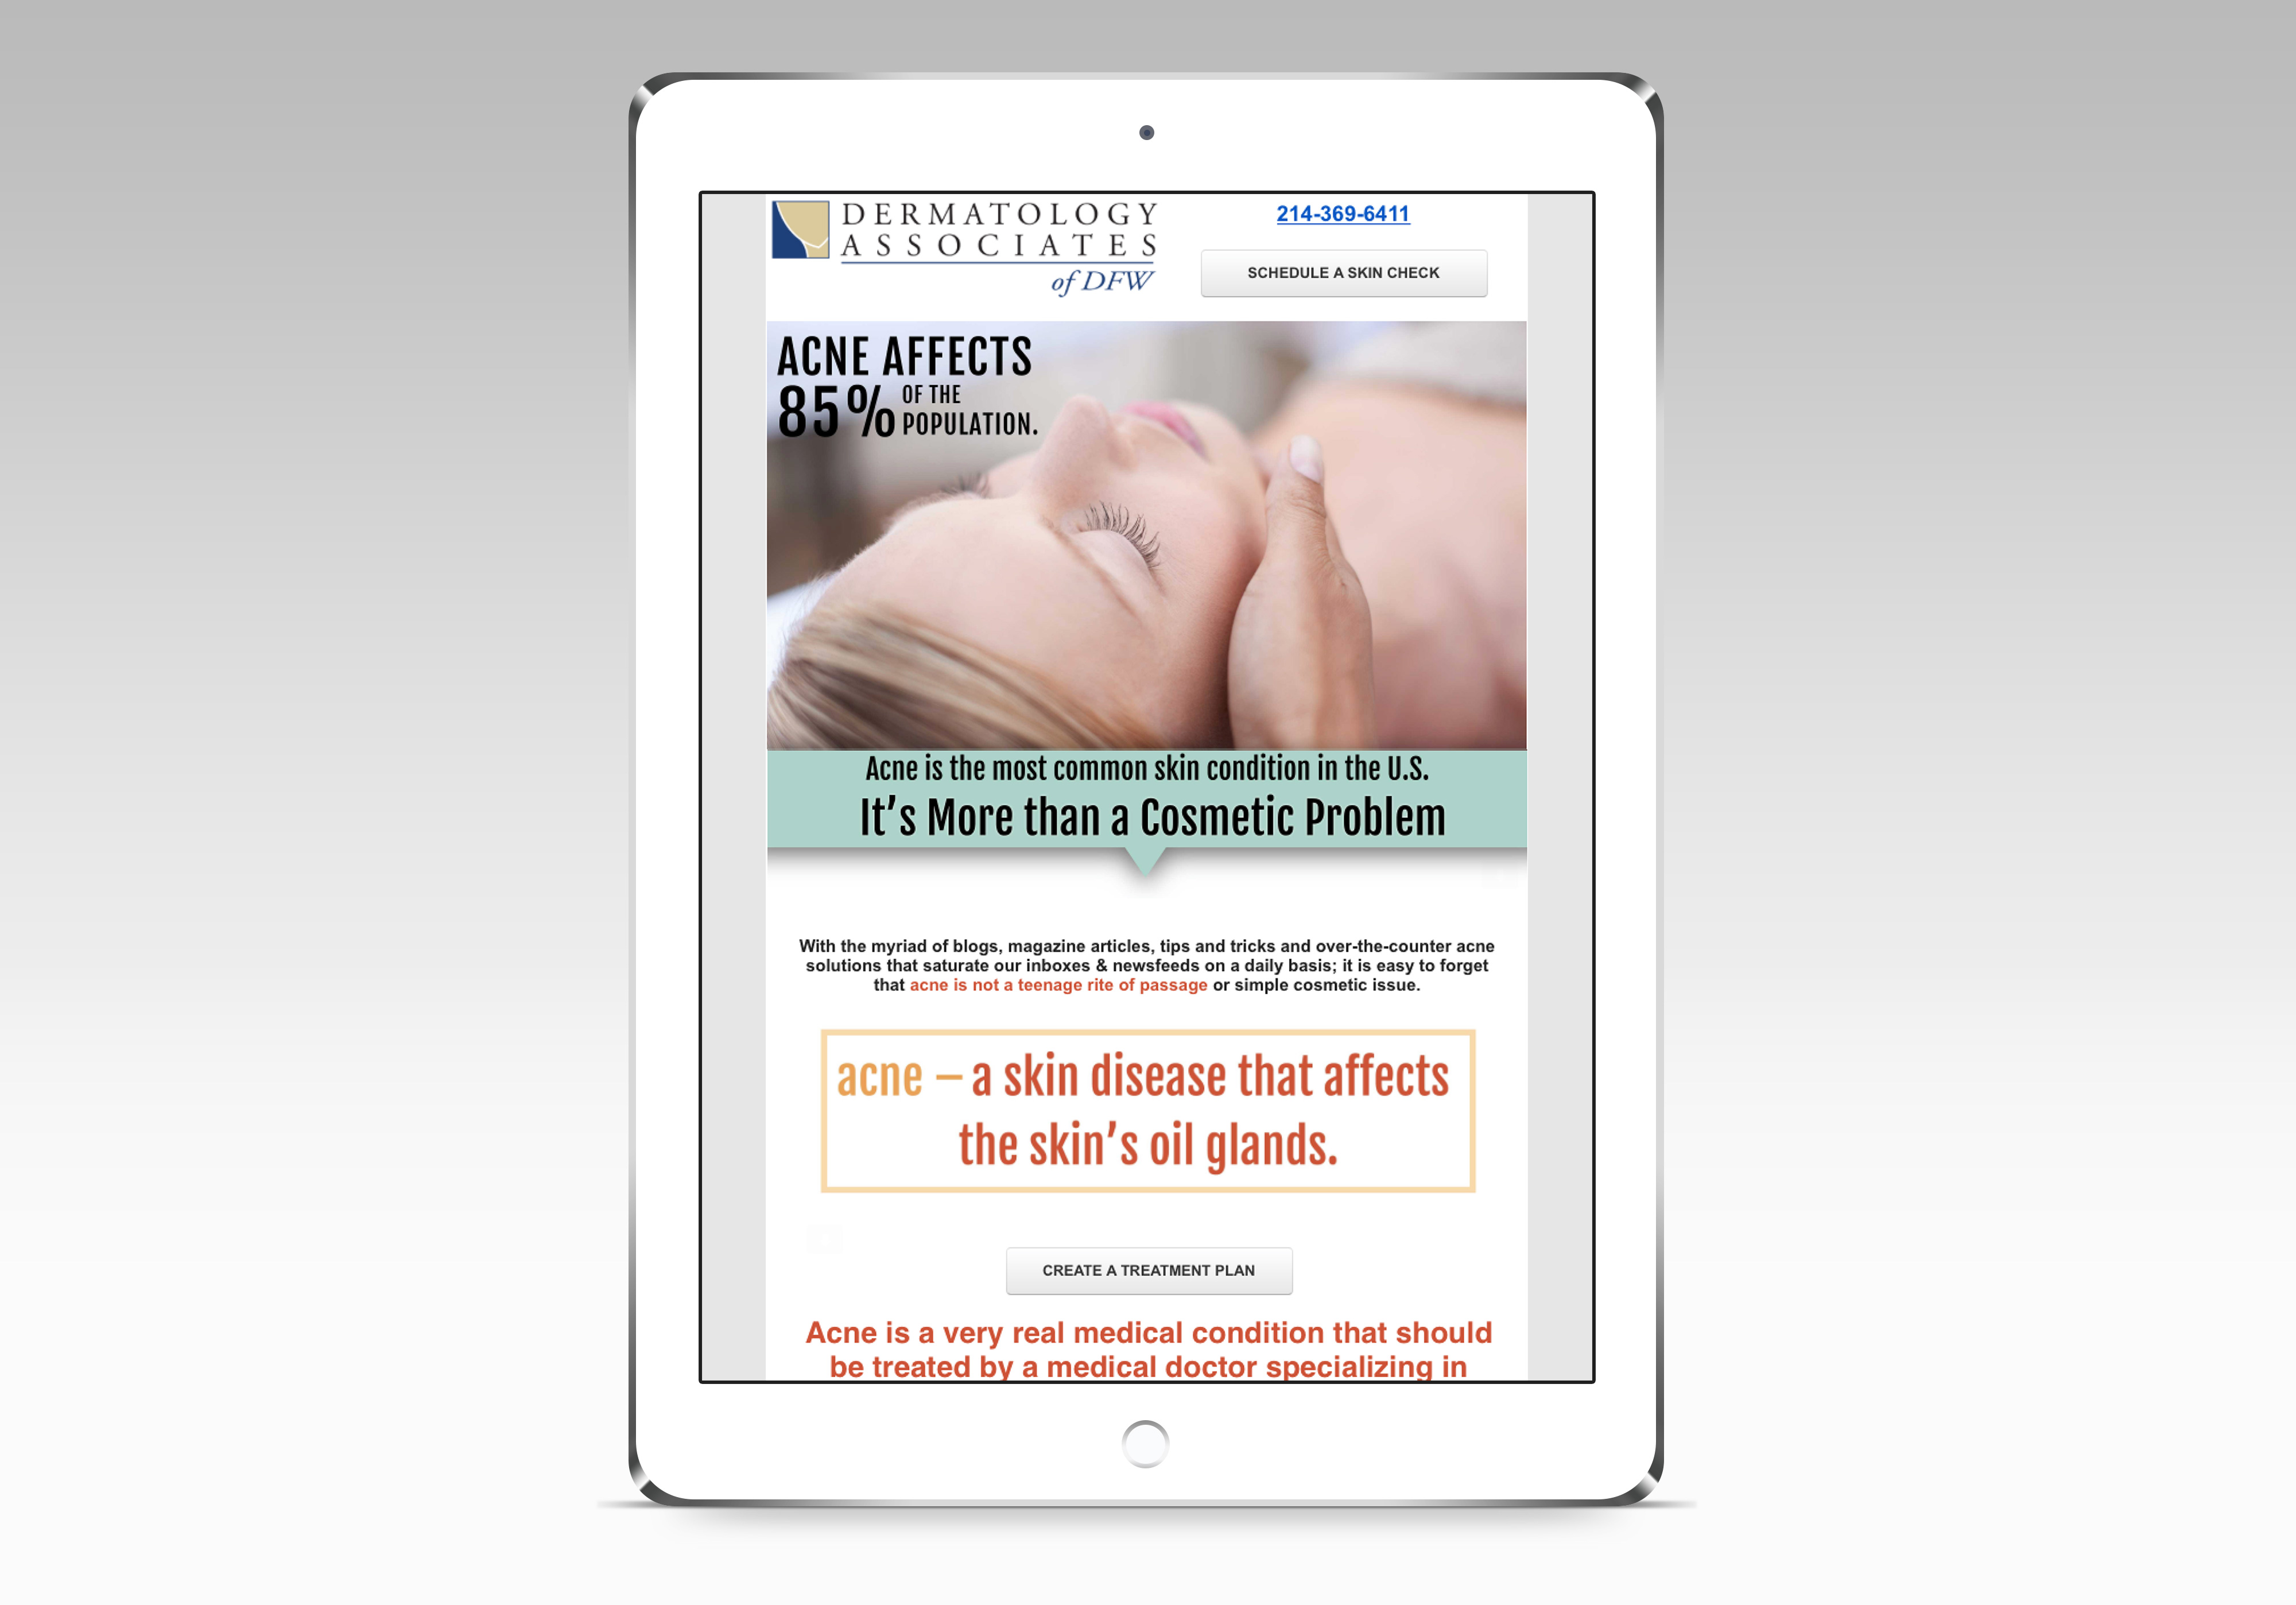 DERMATOLOGY
ASSOCIATES
of DFW
214-369-6411
SCHEDULE A SKIN CHECK
ACNE AFFECTS
85% OF THE
POPULATION.
Acne is the most common skin condition in the U.S.
It's More than a Cosmetic Problem
With the myriad of blogs, magazine articles, tips and tricks and over-the-counter acne
solutions that saturate our inboxes & newsfeeds on a daily basis; it is easy to forget
that acne is not a teenage rite of passage or simple cosmetic issue.
acne – a skin disease that affects
the skin's oil glands.
CREATE A TREATMENT PLAN
Acne is a very real medical condition that should
be treated by a medical doctor specializing in